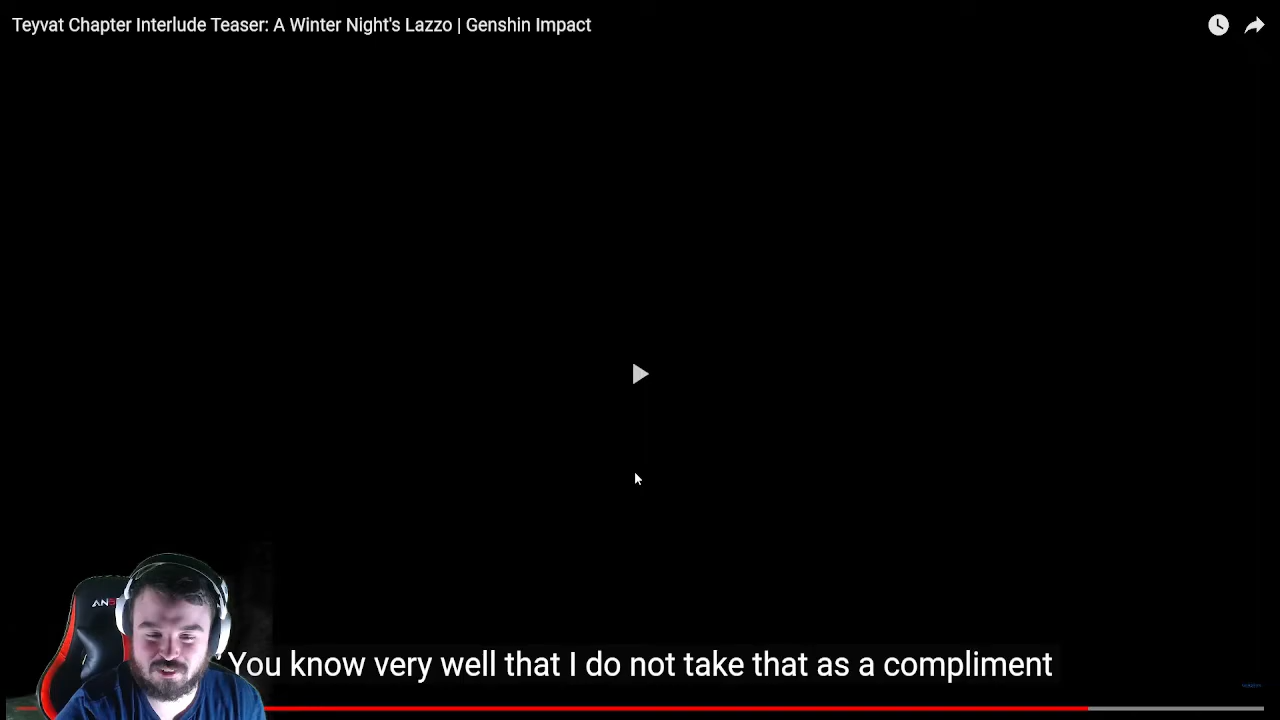 Teyvat Chapter Interlude Teaser: A Winter Night's Lazzo | Genshin Impact
You know very well that I do not take that as a compliment